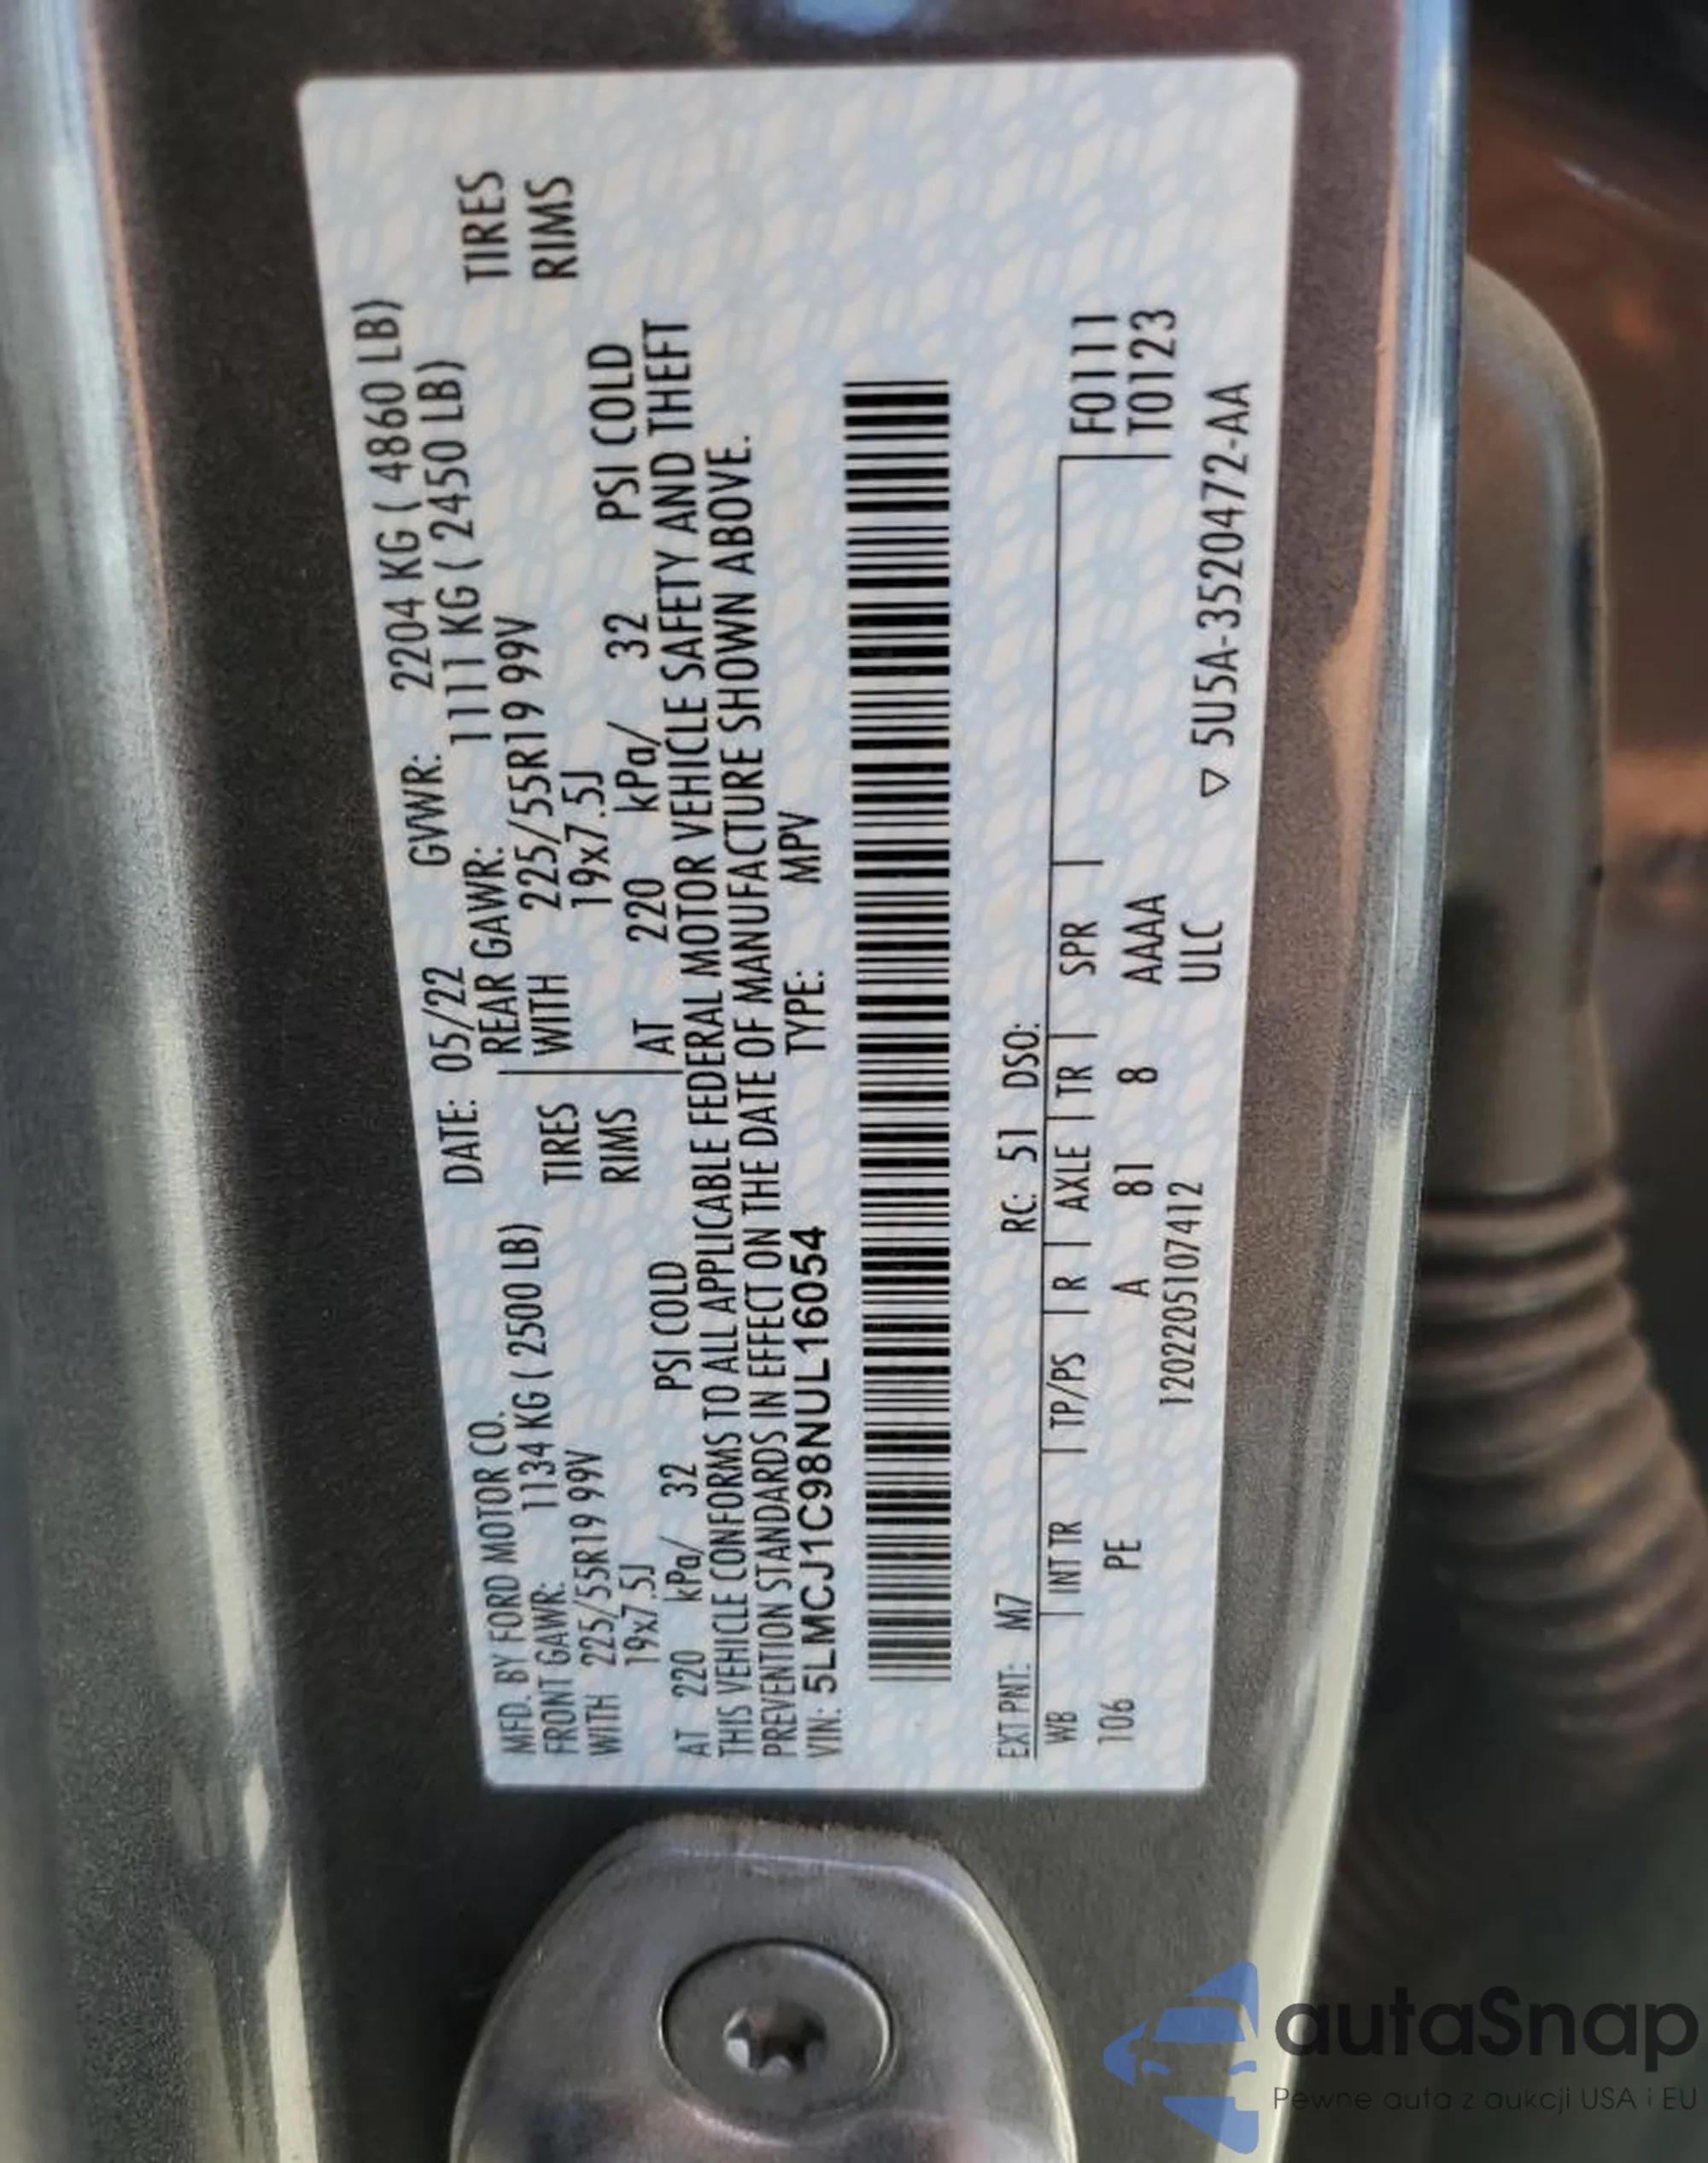 MFD. BY FORD MOTOR CO. DATE: 05/22 GVWR: 2204 KG ( 4860 LB)
FRONT GAWR: 1134 KG ( 2500 LB) REAR GAWR: 1111 KG ( 2450 LB)
WITH 225/55R19 99V TIRES WITH 225/55R19 99V TIRES
19x7.5J RIMS 19x7.5J RIMS
AT 220 kPa/ 32 PSI COLD AT 220 kPa/ 32 PSI COLD
THIS VEHICLE CONFORMS TO ALL APPLICABLE FEDERAL MOTOR VEHICLE SAFETY AND THEFT
PREVENTION STANDARDS IN EFFECT ON THE DATE OF MANUFACTURE SHOWN ABOVE.
VIN: 5LMCJ1C98NUL16054 TYPE: MPV
EXT PNT: M7 RC: 51 DSO:
WB INT TR TP/PS R AXLE TR SPR F0111
106 PE A 81 8 AAAA T0123
1202205107412 ULC ▽ 5U5A-3520472-AA
autaSnap
Pewne auta z aukcji USA i EU